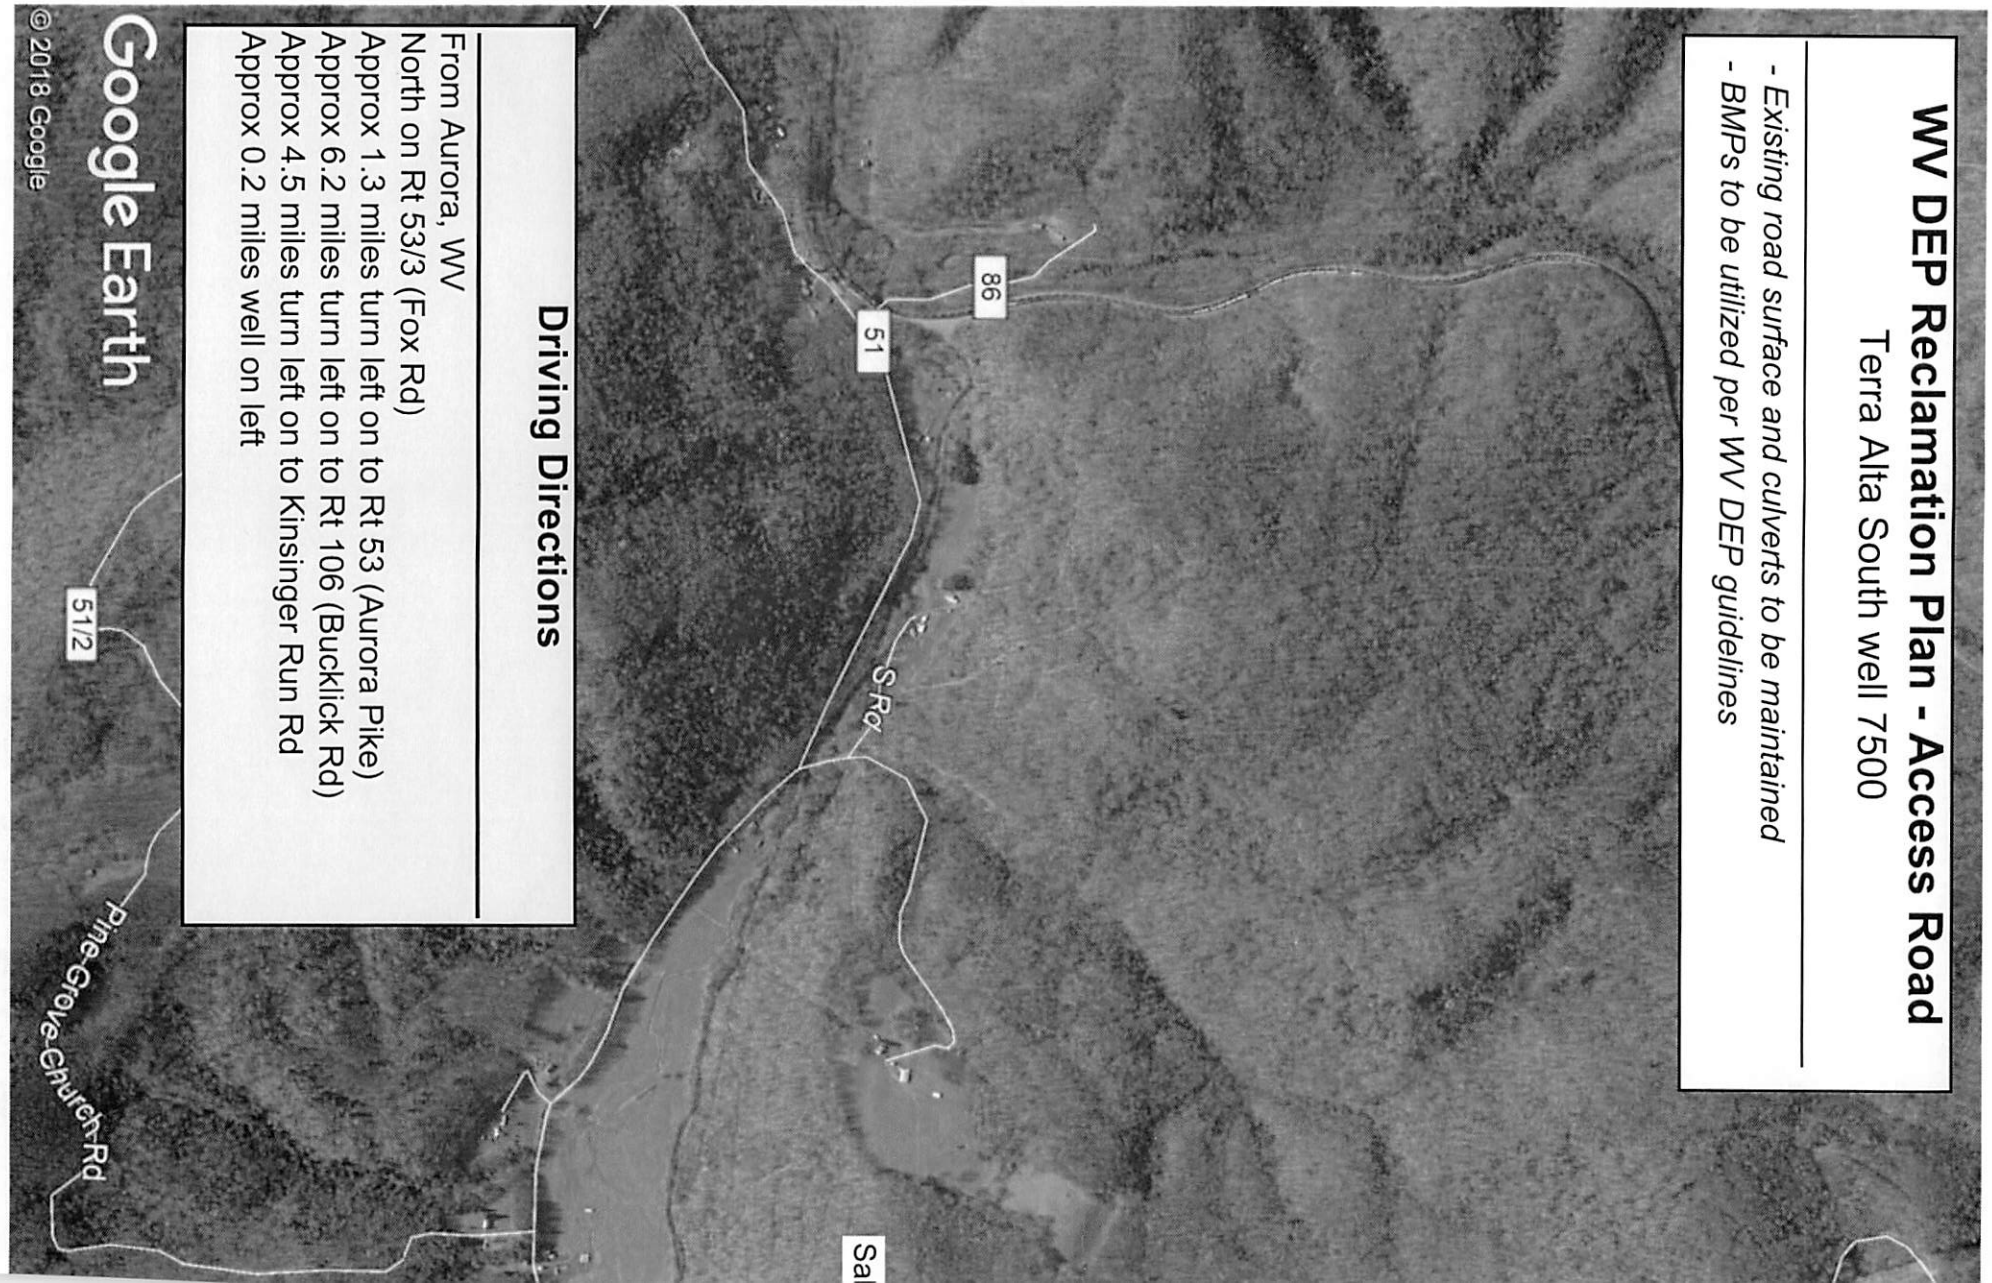 WV DEP Reclamation Plan - Access Road
Terra Alta South well 7500
- Existing road surface and culverts to be maintained
- BMPs to be utilized per WV DEP guidelines
86
51
S Rd
Sal
Driving Directions
From Aurora, WV
North on Rt 53/3 (Fox Rd)
Approx 1.3 miles turn left on to Rt 53 (Aurora Pike)
Approx 6.2 miles turn left on to Rt 106 (Bucklick Rd)
Approx 4.5 miles turn left on to Kinsinger Run Rd
Approx 0.2 miles well on left
51/2
Pine Grove Church Rd
Google Earth
© 2018 Google